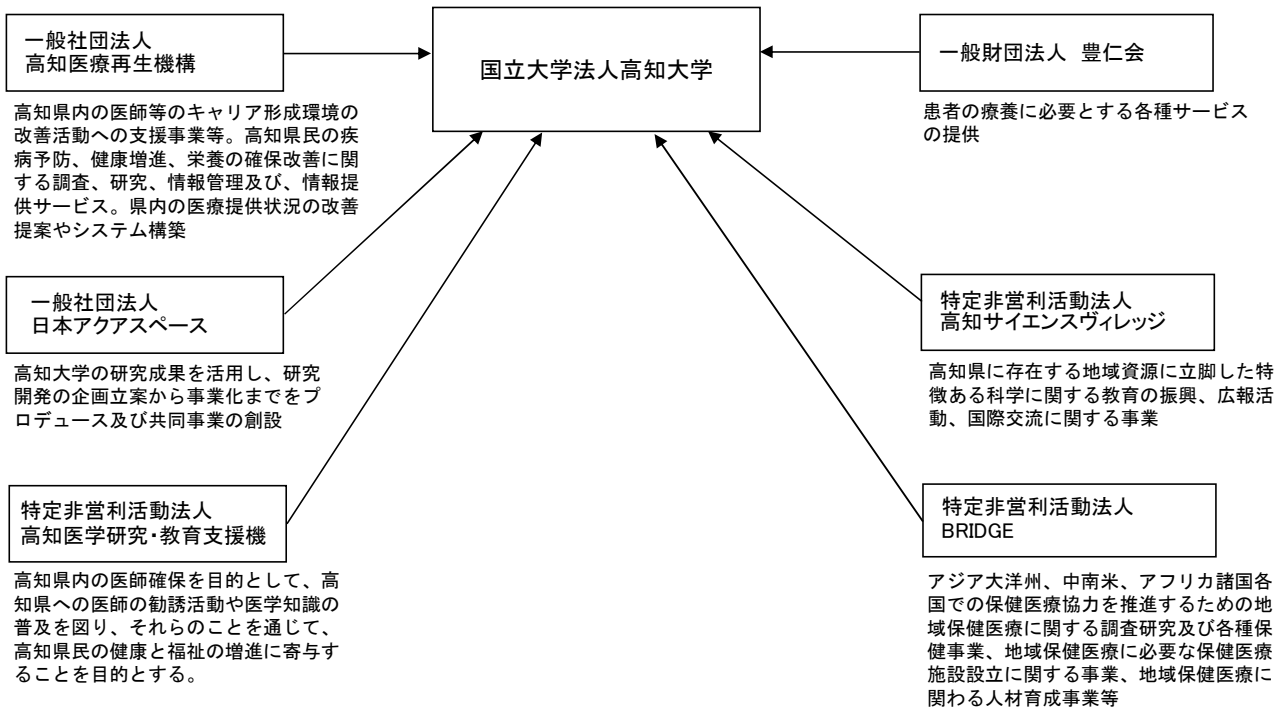 一般社団法人
高知医療再生機構
高知県内の医師等のキャリア形成環境の
改善活動への支援事業等。高知県民の疾
病予防、健康増進、栄養の確保改善に関
する調査、研究、情報管理及び、情報提
供サービス。県内の医療提供状況の改善
提案やシステム構築
国立大学法人高知大学
一般財団法人 豊仁会
患者の療養に必要とする各種サービス
の提供
一般社団法人
日本アクアスペース
高知大学の研究成果を活用し、研究
開発の企画立案から事業化までをプ
ロデュース及び共同事業の創設
特定非営利活動法人
高知サイエンスヴィレッジ
高知県に存在する地域資源に立脚した特
徴ある科学に関する教育の振興、広報活
動、国際交流に関する事業
特定非営利活動法人
高知医学研究・教育支援機
高知県内の医師確保を目的として、高
知県への医師の勧誘活動や医学知識の
普及を図り、それらのことを通じて、
高知県民の健康と福祉の増進に寄与す
ることを目的とする。
特定非営利活動法人
BRIDGE
アジア大洋州、中南米、アフリカ諸国各
国での保健医療協力を推進するための地
域保健医療に関する調査研究及び各種保
健事業、地域保健医療に必要な保健医療
施設設立に関する事業、地域保健医療に
関わる人材育成事業等